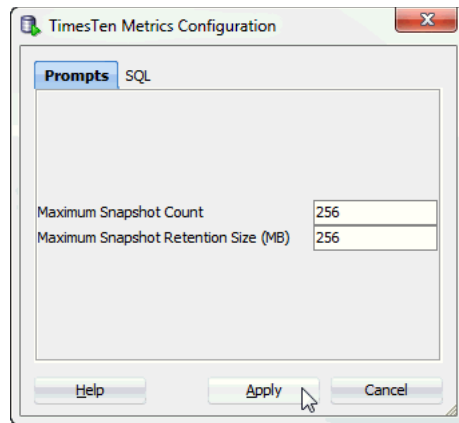 TimesTen Metrics Configuration
Prompts SQL
Maximum Snapshot Count 256
Maximum Snapshot Retention Size (MB) 256
Help Apply Cancel